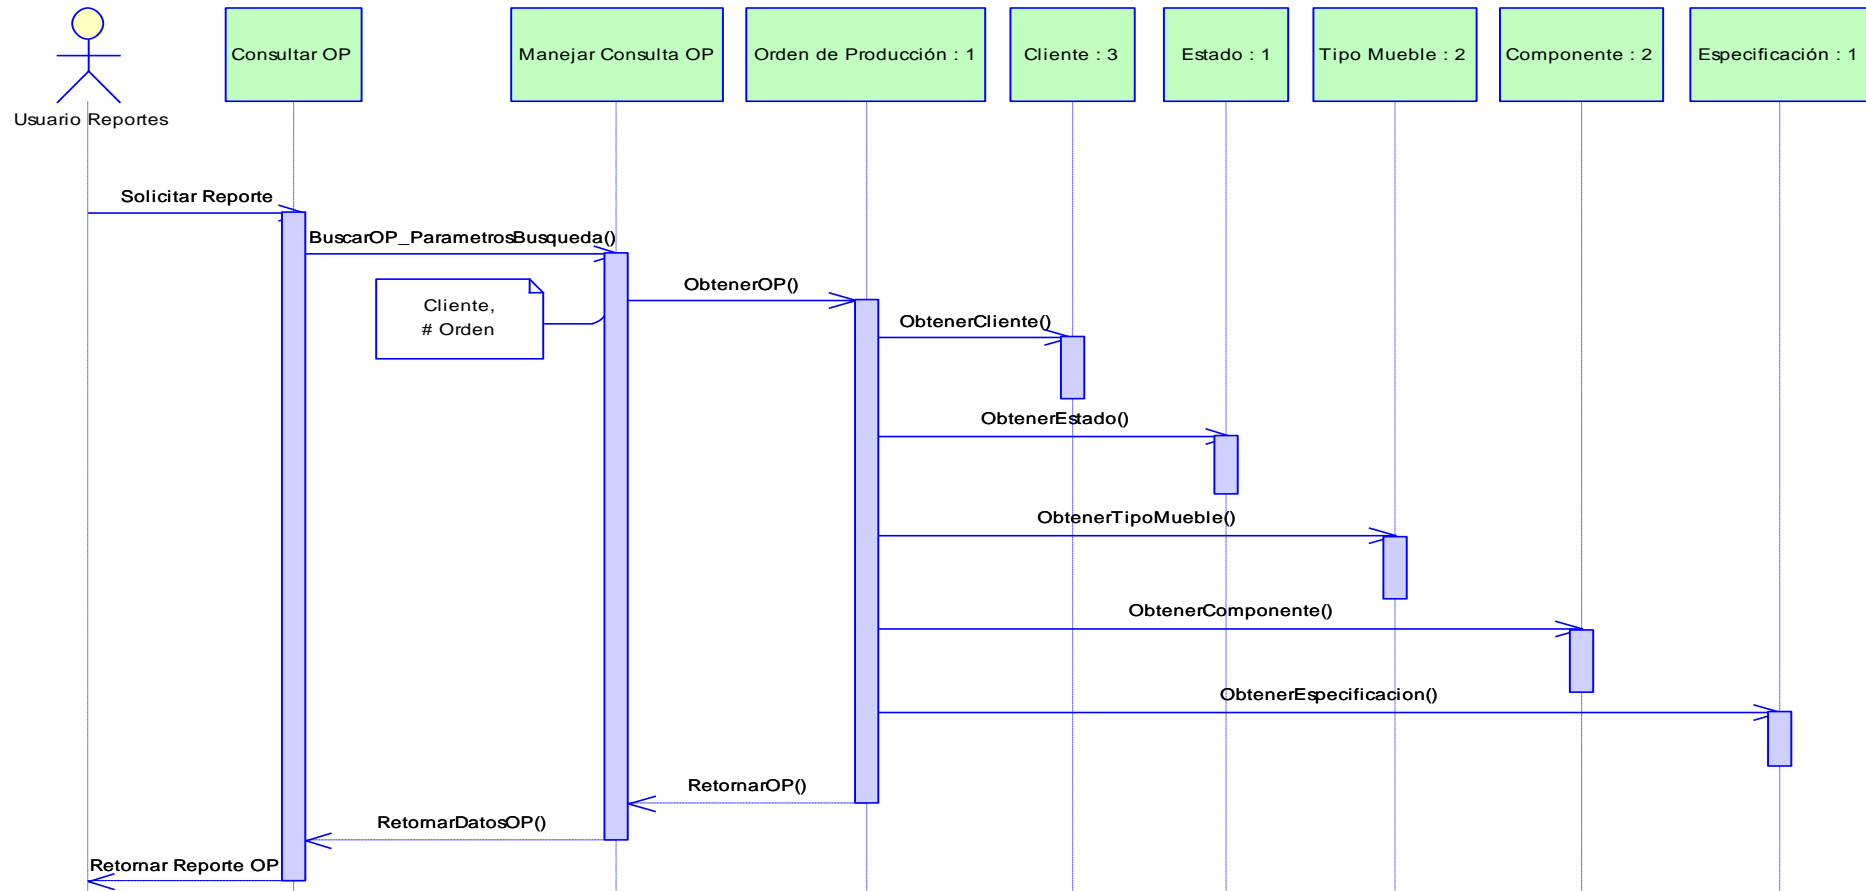 Consultar OP
Manejar Consulta OP
Orden de Producción : 1
Cliente : 3
Estado : 1
Tipo Mueble : 2
Componente : 2
Especificación : 1
Usuario Reportes
Solicitar Reporte
BuscarOP_ParametrosBusqueda()
Cliente,
# Orden
ObtenerOP()
ObtenerCliente()
ObtenerEstado()
ObtenerTipoMueble()
ObtenerComponente()
ObtenerEspecificacion()
RetornarOP()
RetornarDatosOP()
Retornar Reporte OP